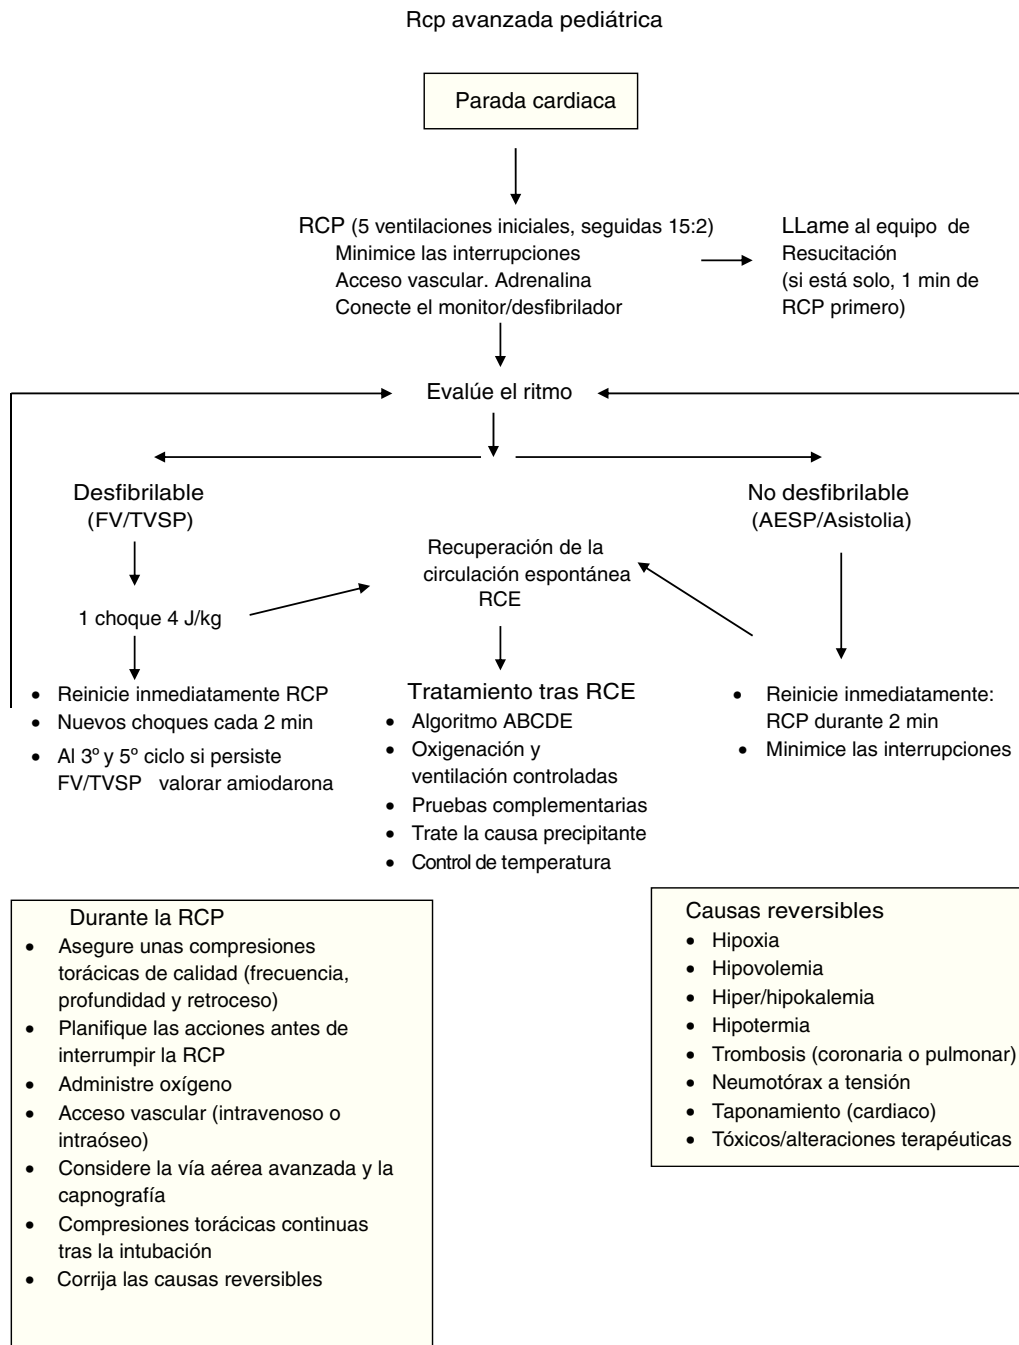 Rcp avanzada pediátrica
Parada cardiaca
RCP (5 ventilaciones iniciales, seguidas 15:2)
Minimice las interrupciones
Acceso vascular. Adrenalina
Conecte el monitor/desfibrilador
LLame al equipo de
Resucitación
(si está solo, 1 min de
RCP primero)
Evalúe el ritmo
Desfibrilable
(FV/TVSP)
No desfibrilable
(AESP/Asistolia)
Recuperación de la
circulación espontánea
RCE
1 choque 4 J/kg
• Reinicie inmediatamente RCP
• Nuevos choques cada 2 min
• Al 3º y 5º ciclo si persiste
FV/TVSP valorar amiodarona
Tratamiento tras RCE
• Algoritmo ABCDE
• Oxigenación y
ventilación controladas
• Pruebas complementarias
• Trate la causa precipitante
• Control de temperatura
• Reinicie inmediatamente:
RCP durante 2 min
• Minimice las interrupciones
Durante la RCP
• Asegure unas compresiones
torácicas de calidad (frecuencia,
profundidad y retroceso)
• Planifique las acciones antes de
interrumpir la RCP
• Administre oxígeno
• Acceso vascular (intravenoso o
intraóseo)
• Considere la vía aérea avanzada y la
capnografía
• Compresiones torácicas continuas
tras la intubación
• Corrija las causas reversibles
Causas reversibles
• Hipoxia
• Hipovolemia
• Hiper/hipokalemia
• Hipotermia
• Trombosis (coronaria o pulmonar)
• Neumotórax a tensión
• Taponamiento (cardiaco)
• Tóxicos/alteraciones terapéuticas